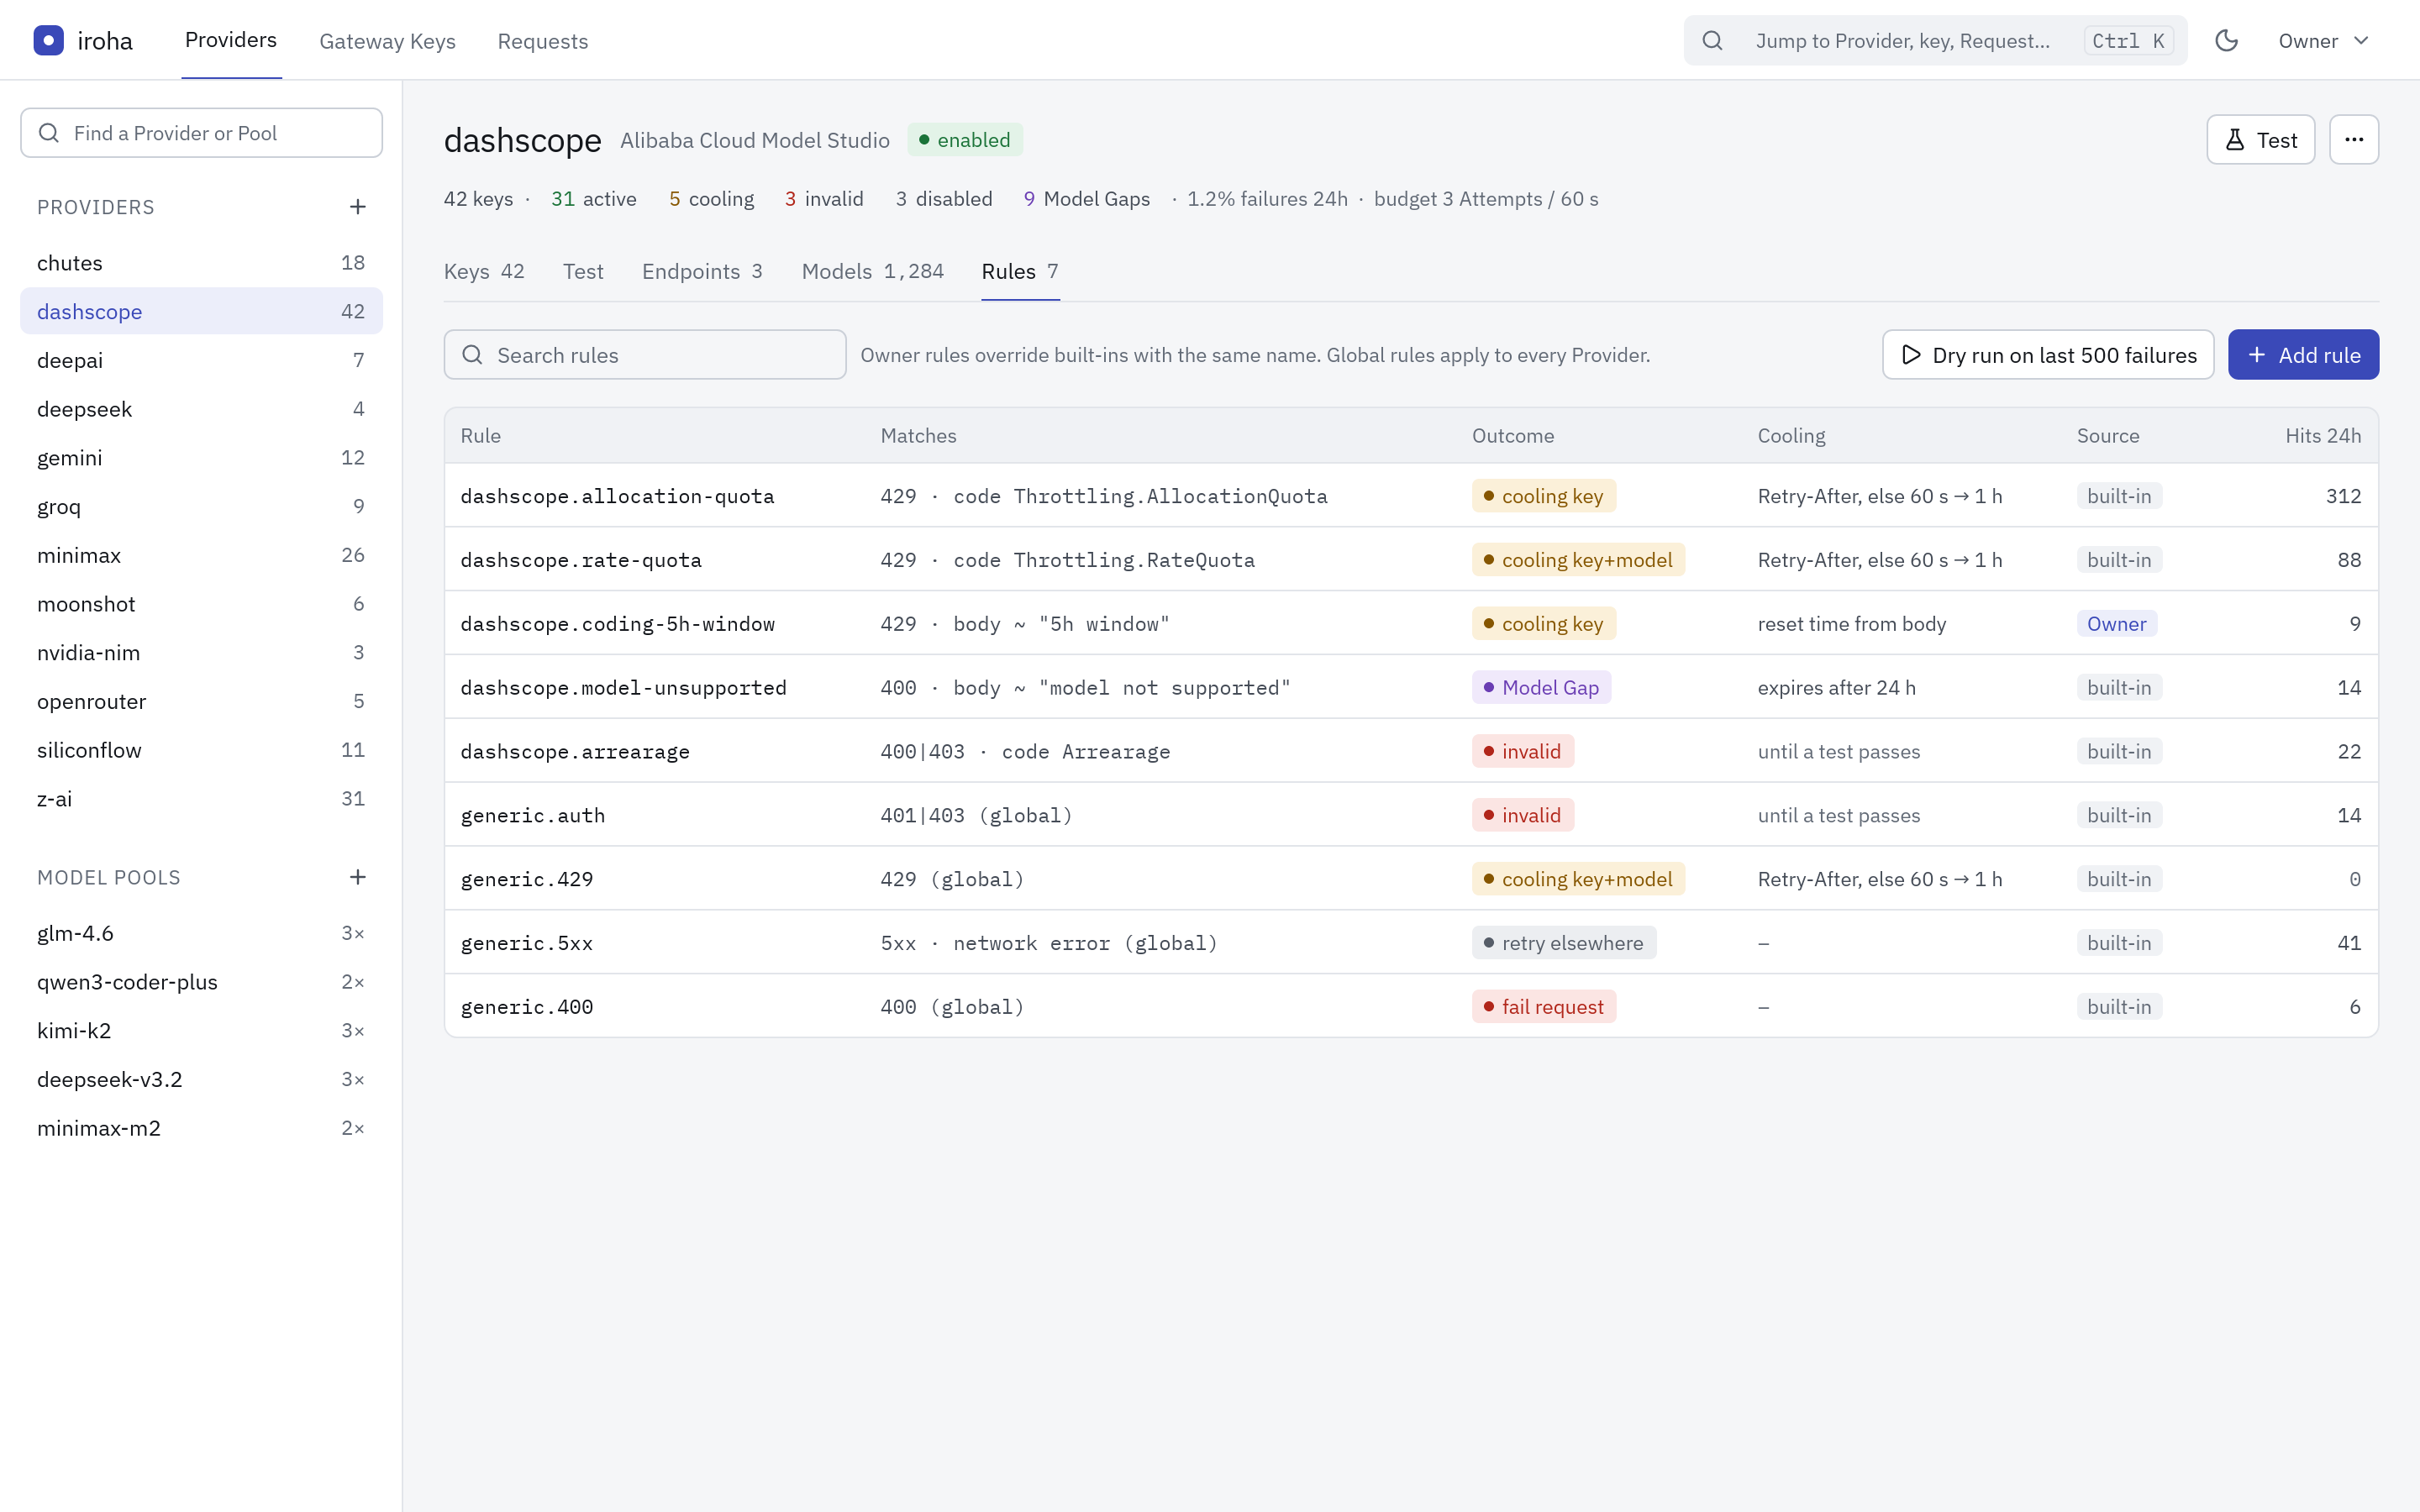 iroha Providers Gateway Keys Requests Jump to Provider, key, Request... Ctrl K Owner
Find a Provider or Pool
PROVIDERS
chutes 18
dashscope 42
deepai 7
deepseek 4
gemini 12
groq 9
minimax 26
moonshot 6
nvidia-nim 3
openrouter 5
siliconflow 11
z-ai 31
MODEL POOLS
glm-4.6 3×
qwen3-coder-plus 2×
kimi-k2 3×
deepseek-v3.2 3×
minimax-m2 2×
dashscope Alibaba Cloud Model Studio enabled Test
42 keys · 31 active 5 cooling 3 invalid 3 disabled 9 Model Gaps · 1.2% failures 24h · budget 3 Attempts / 60 s
Keys 42 Test Endpoints 3 Models 1,284 Rules 7
Search rules Owner rules override built-ins with the same name. Global rules apply to every Provider. Dry run on last 500 failures Add rule
Rule Matches Outcome Cooling Source Hits 24h
dashscope.allocation-quota 429 · code Throttling.AllocationQuota cooling key Retry-After, else 60 s → 1 h built-in 312
dashscope.rate-quota 429 · code Throttling.RateQuota cooling key+model Retry-After, else 60 s → 1 h built-in 88
dashscope.coding-5h-window 429 · body ~ "5h window" cooling key reset time from body Owner 9
dashscope.model-unsupported 400 · body ~ "model not supported" Model Gap expires after 24 h built-in 14
dashscope.arrearage 400|403 · code Arrearage invalid until a test passes built-in 22
generic.auth 401|403 (global) invalid until a test passes built-in 14
generic.429 429 (global) cooling key+model Retry-After, else 60 s → 1 h built-in 0
generic.5xx 5xx · network error (global) retry elsewhere – built-in 41
generic.400 400 (global) fail request – built-in 6